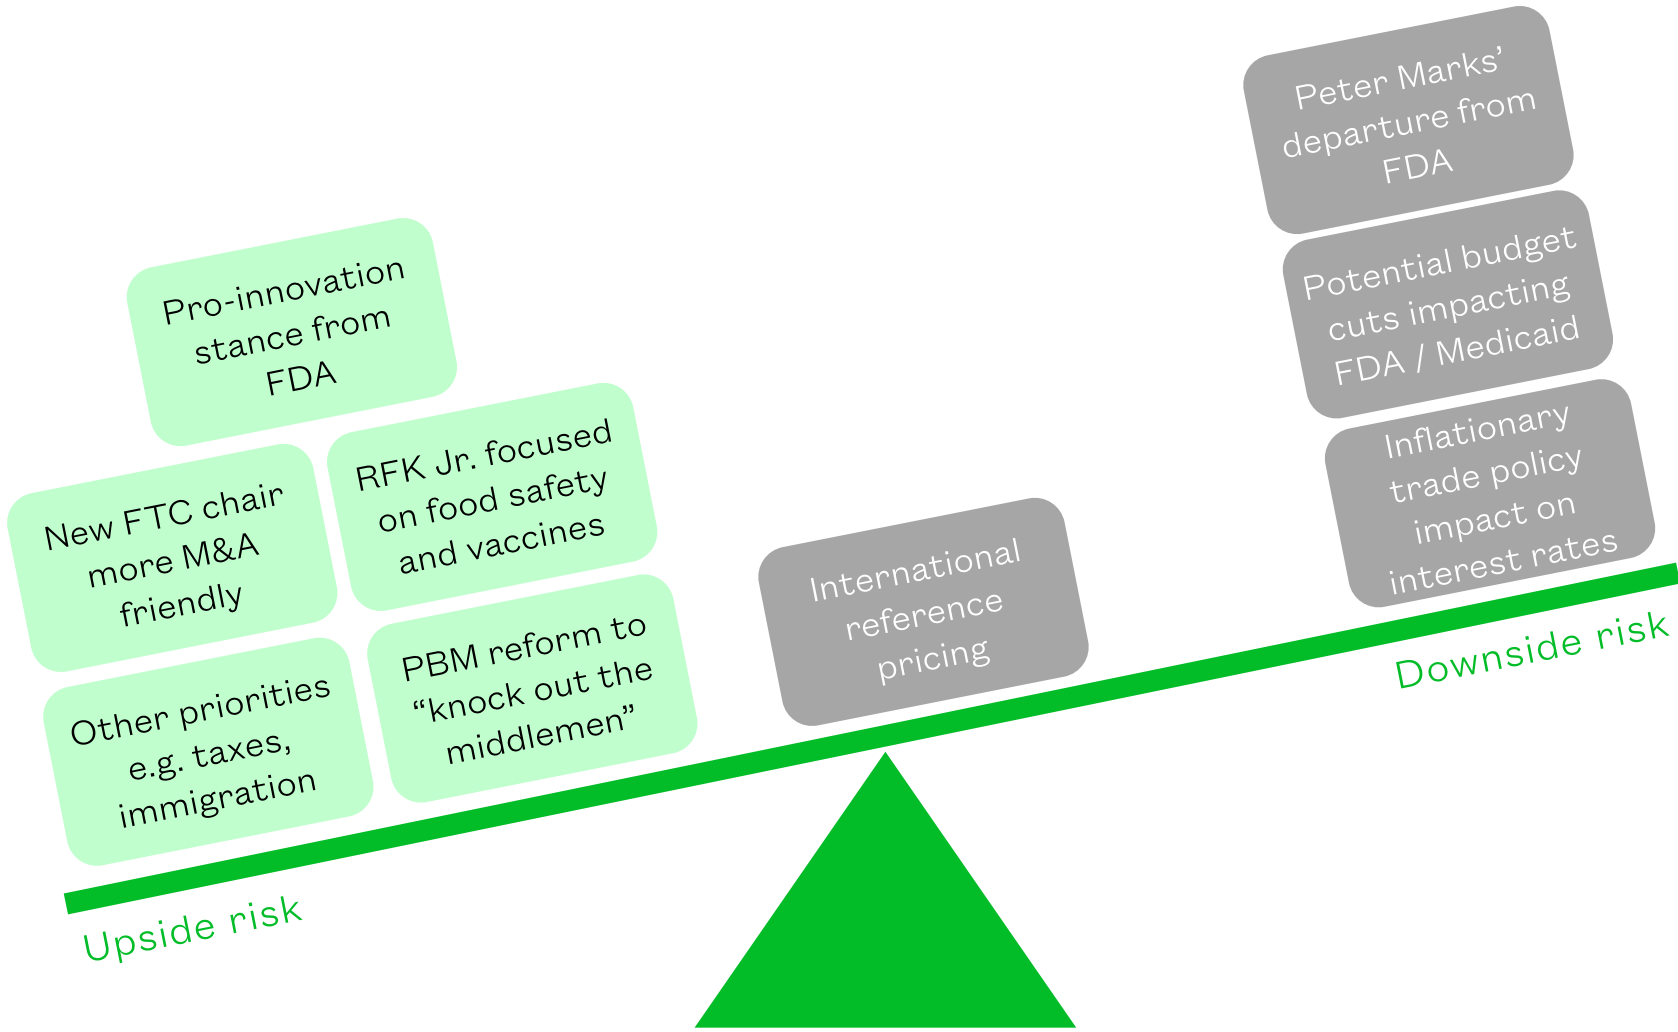 Pro-innovation
stance from
FDA
New FTC chair
more M&A
friendly
RFK Jr. focused
on food safety
and vaccines
Other priorities
e.g. taxes,
immigration
PBM reform to
“knock out the
middlemen”
International
reference
pricing
Peter Marks’
departure from
FDA
Potential budget
cuts impacting
FDA / Medicaid
Inflationary
trade policy
impact on
interest rates
Upside risk
Downside risk